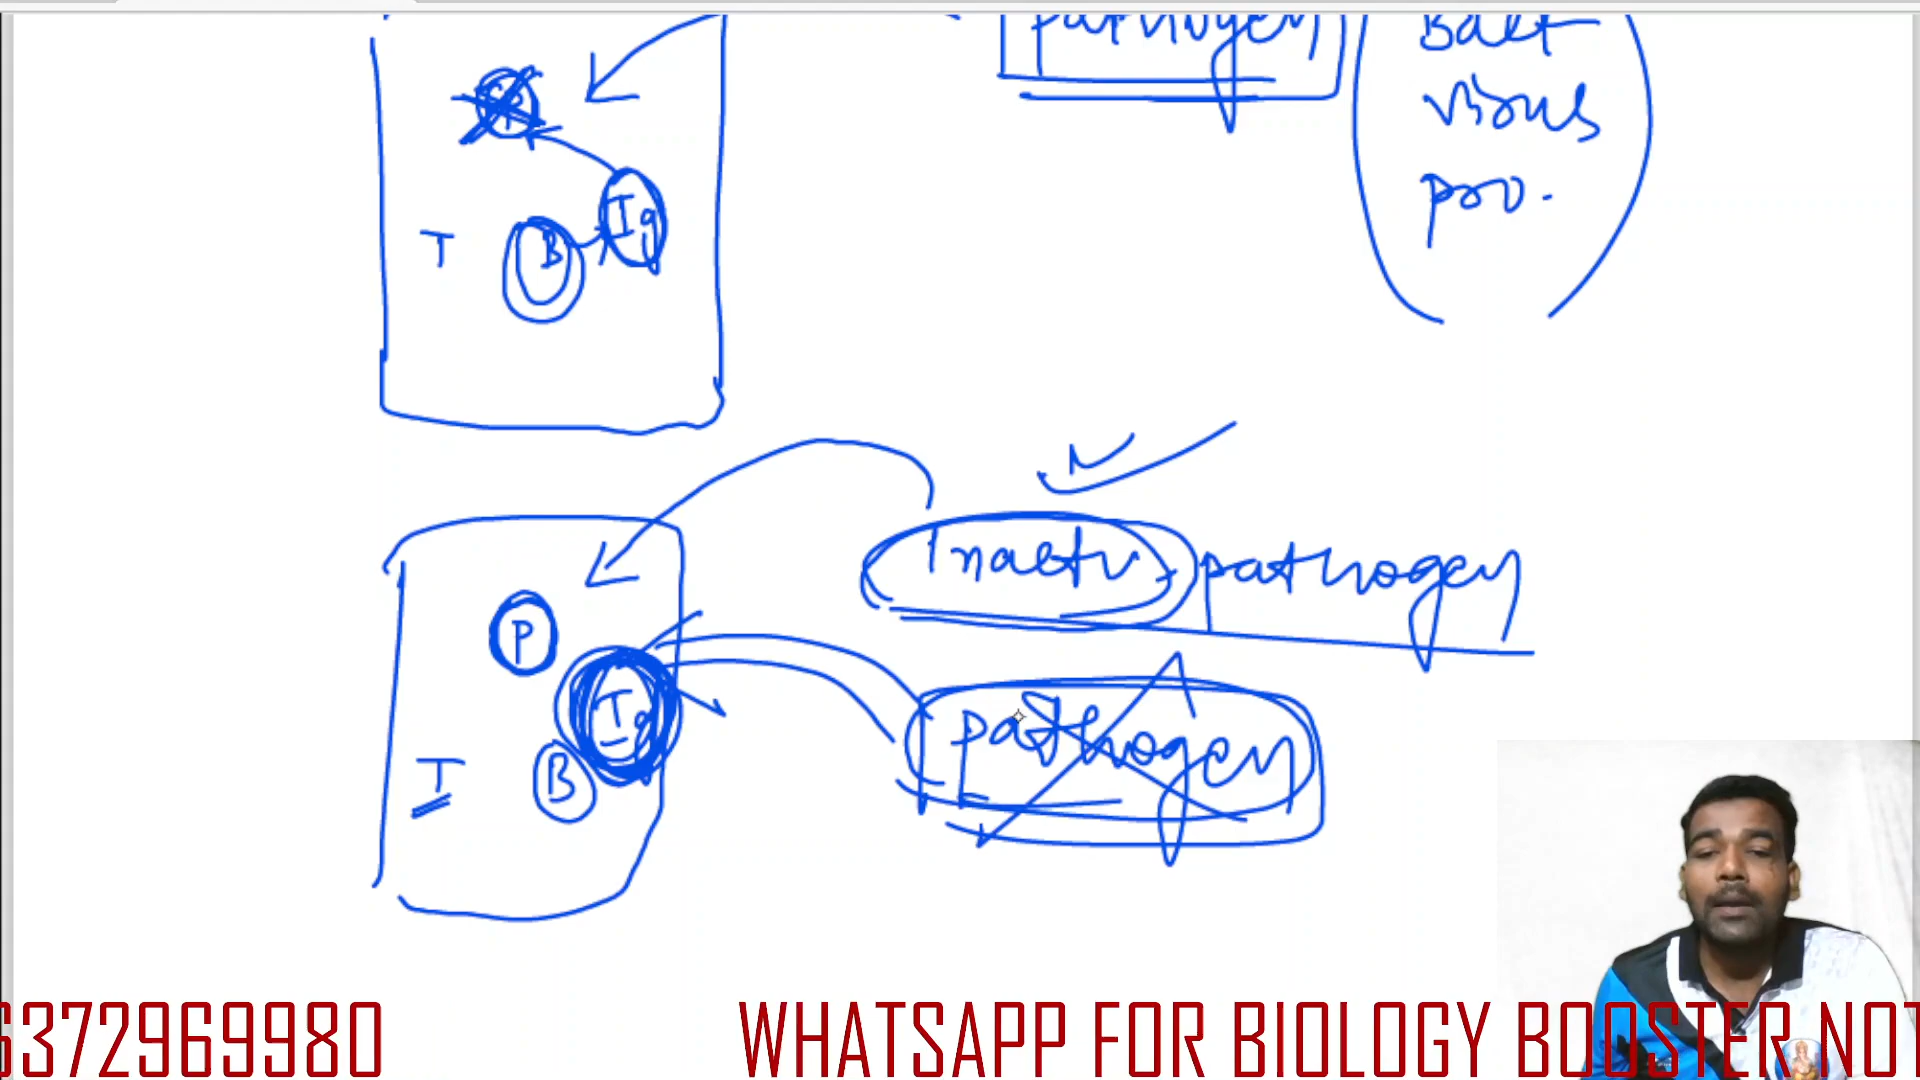 pathogen
Bact
virus
pro.
P
Ig
T B
Inactv pathogen
P
Ig
pathogen
I B
6372969980 WHATSAPP FOR BIOLOGY BOOSTER NOT